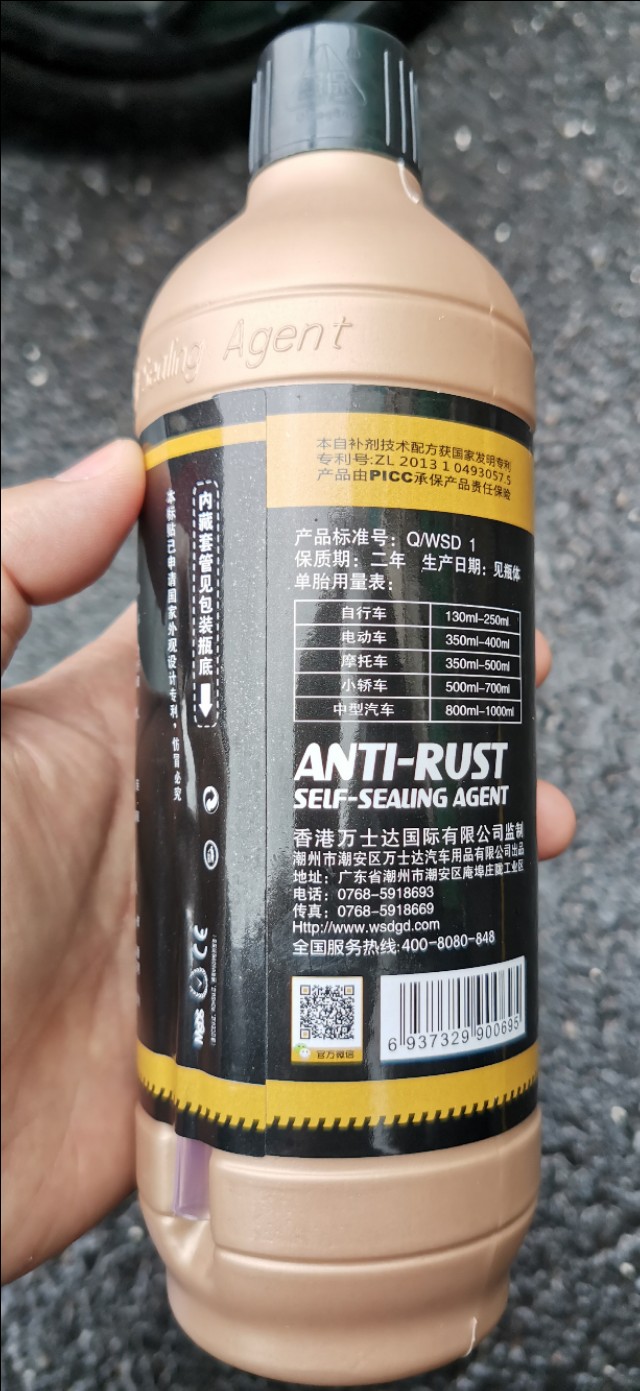 Sealing Agent
本自补剂技术配方获国家发明专利
专利号:ZL 2013 1 0493057.5
产品由PICC承保产品责任保险
产品标准号：Q/WSD 1
保质期：二年 生产日期：见瓶体
单胎用量表：
自行车 130ml-250ml
电动车 350ml-400ml
摩托车 350ml-500ml
小轿车 500ml-700ml
中型汽车 800ml-1000ml
ANTI-RUST
SELF-SEALING AGENT
香港万士达国际有限公司监制
潮州市潮安区万士达汽车用品有限公司出品
地址：广东省潮州市潮安区庵埠庄陇工业区
电话：0768-5918693
传真：0768-5918669
Http://www.wsdgd.com
全国服务热线:400-8080-848
官方微信
6 937329 900695
内藏套管见包装瓶底
本标贴已申请国家外观设计专利，仿冒必究
CE
SGS